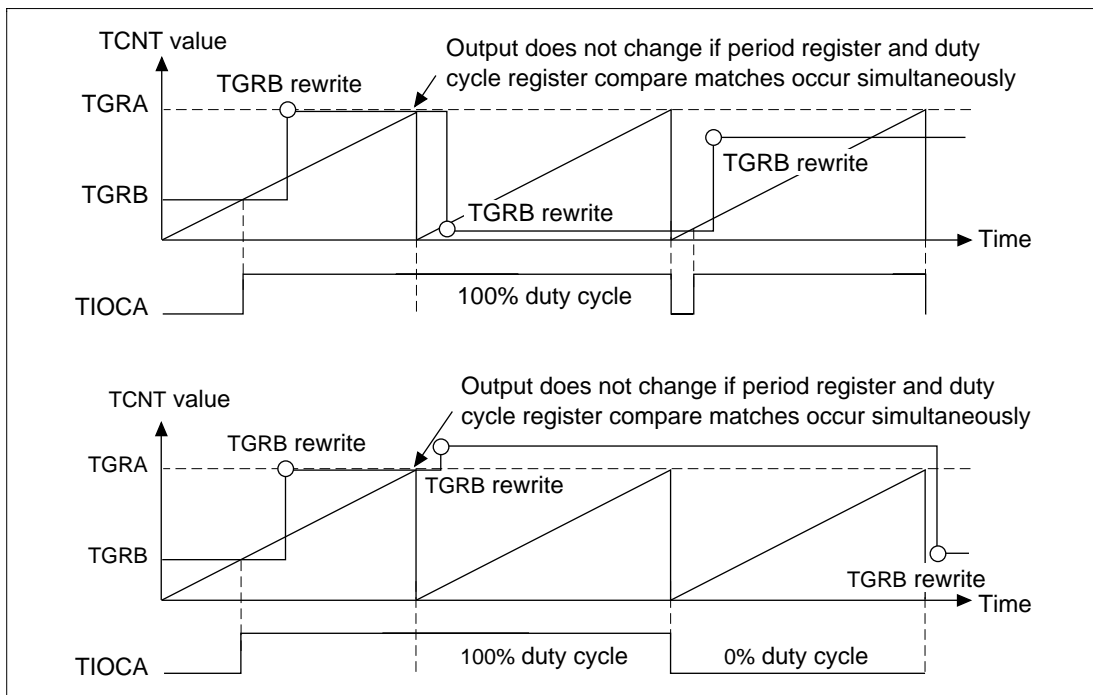 TCNT value
Output does not change if period register and duty
cycle register compare matches occur simultaneously
TGRB rewrite
TGRA
TGRB rewrite
TGRB
TGRB rewrite
Time
100% duty cycle
TIOCA
Output does not change if period register and duty
cycle register compare matches occur simultaneously
TCNT value
TGRB rewrite
TGRA
TGRB rewrite
TGRB
TGRB rewrite
Time
100% duty cycle
0% duty cycle
TIOCA